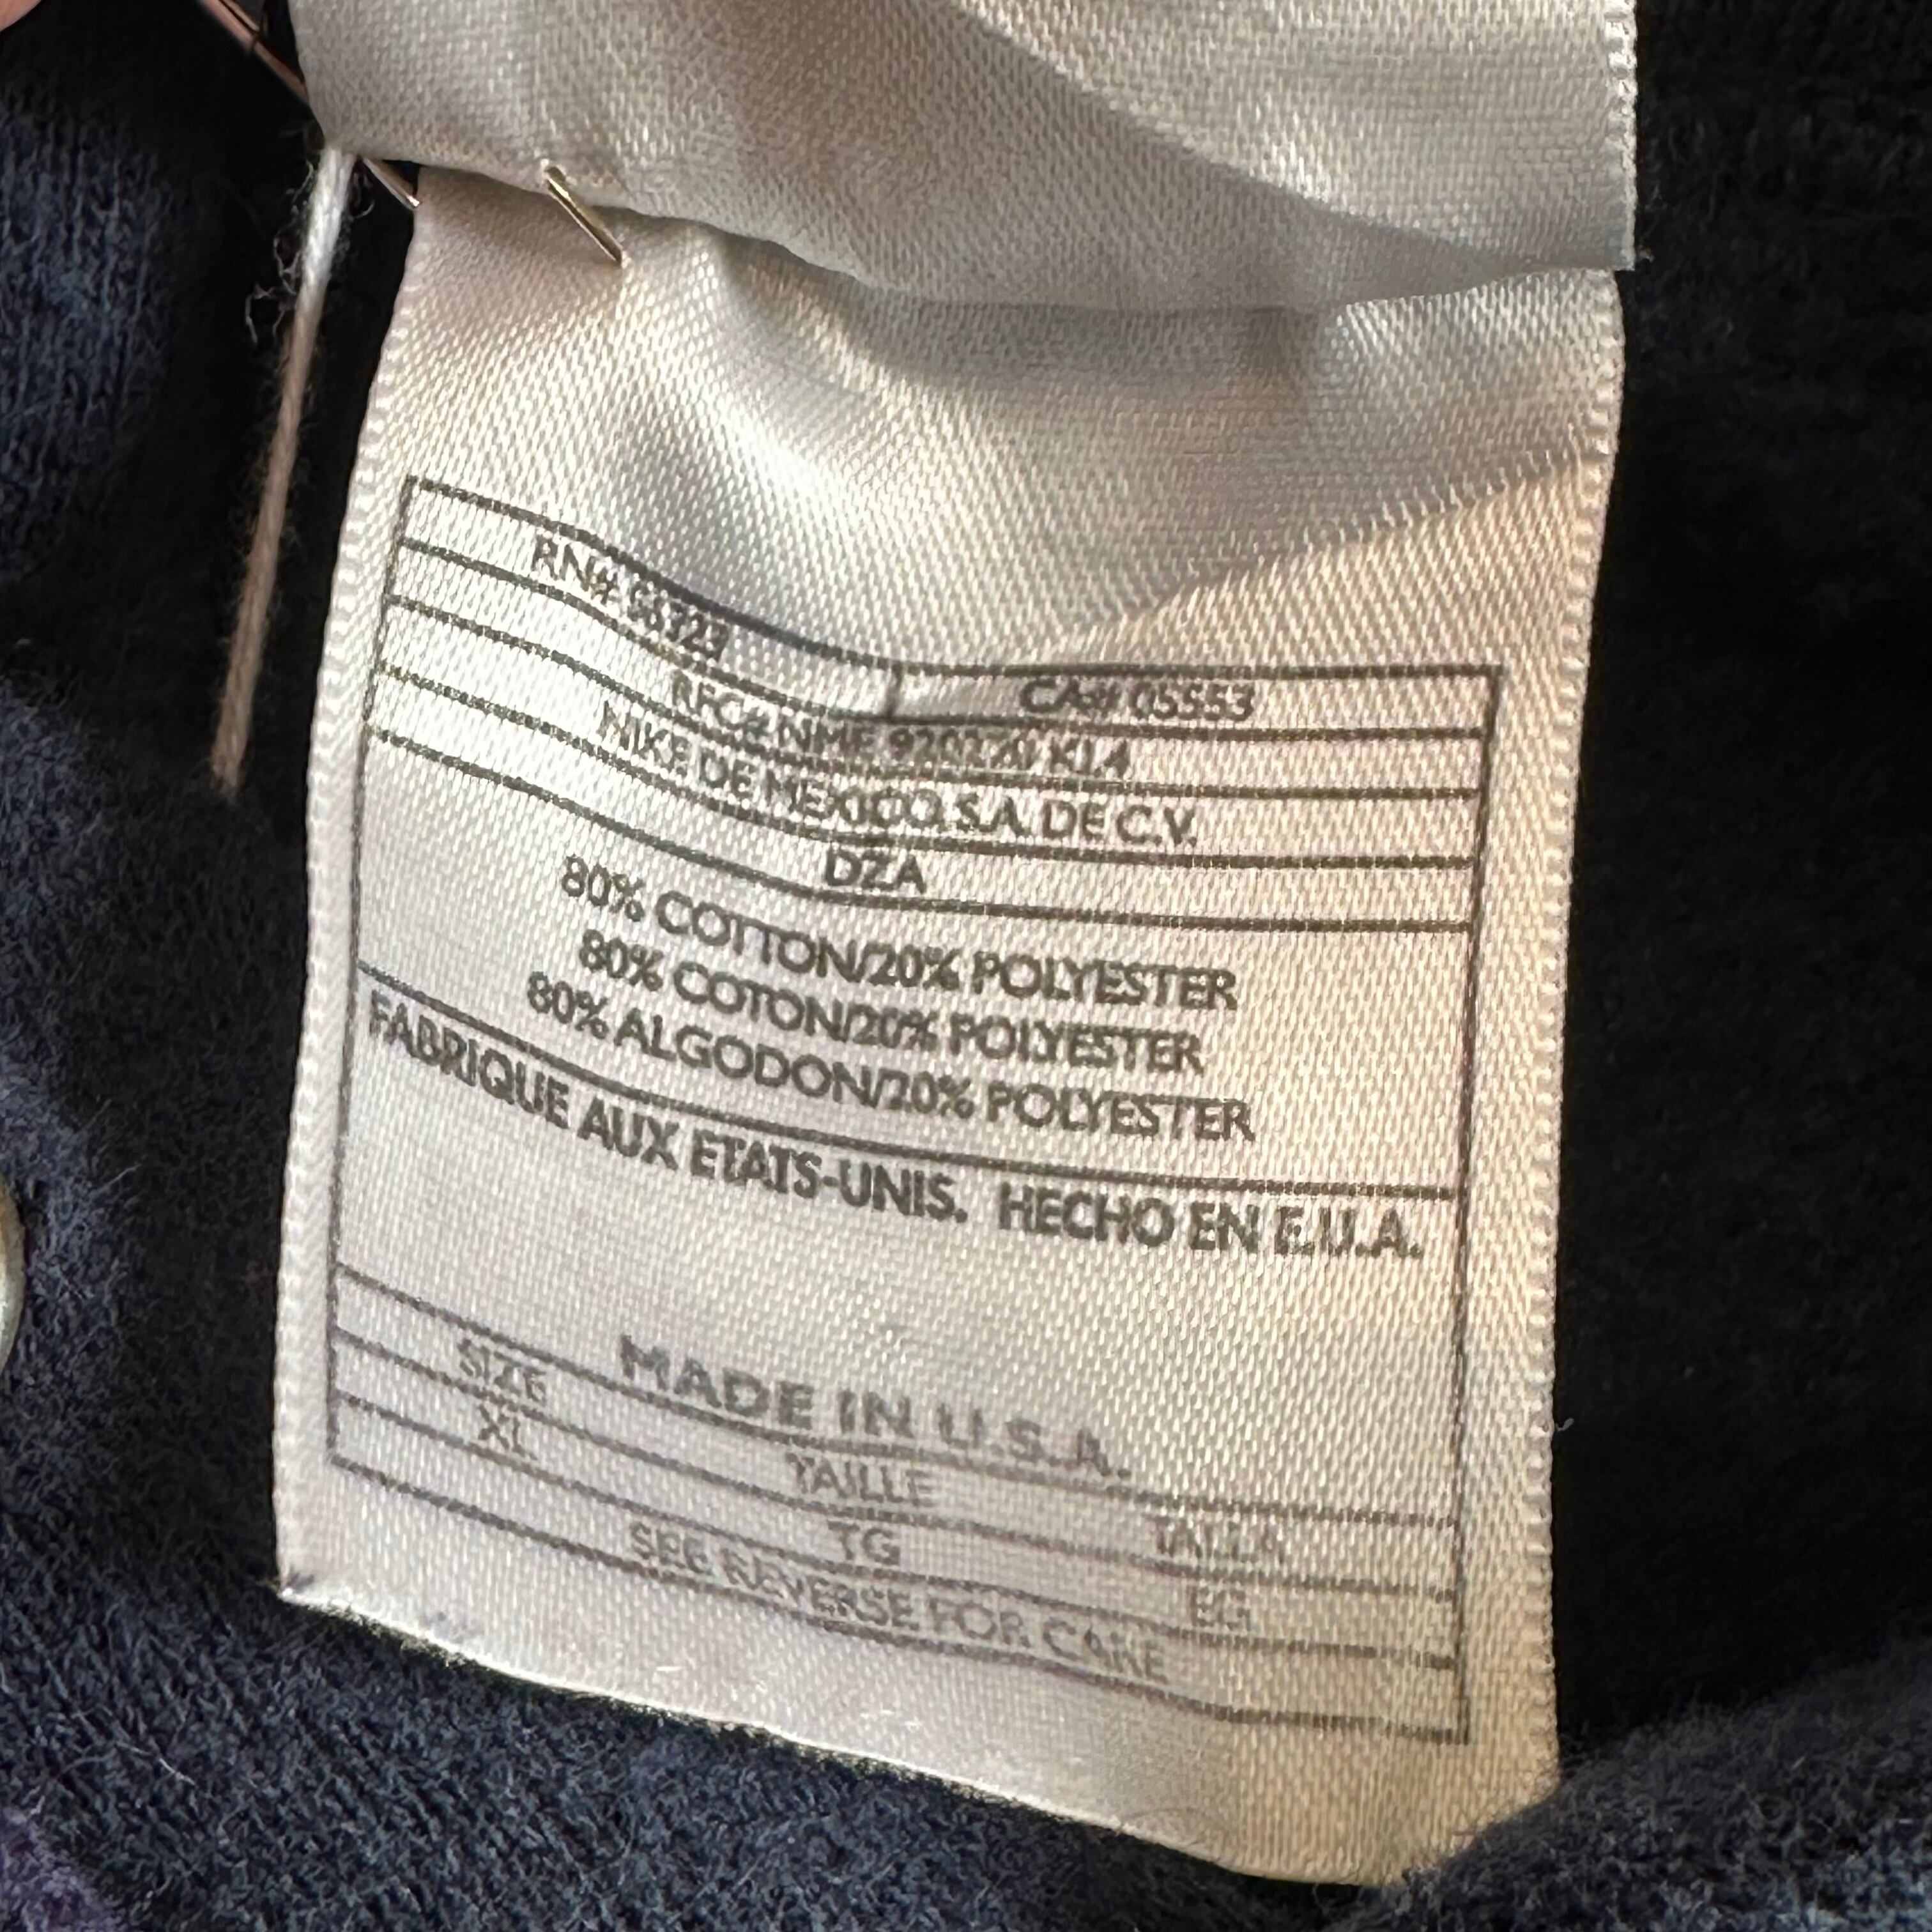 RN# 56323 CA# 05553
RFC# NME 920220 KL4
NIKE DE MEXICO, S.A. DE C.V.
DZA
80% COTTON/20% POLYESTER
80% COTON/20% POLYESTER
80% ALGODON/20% POLYESTER
FABRIQUE AUX ETATS-UNIS. HECHO EN E.U.A.
MADE IN U.S.A.
SIZE TAILLE TALLA
XL TG EG
SEE REVERSE FOR CARE